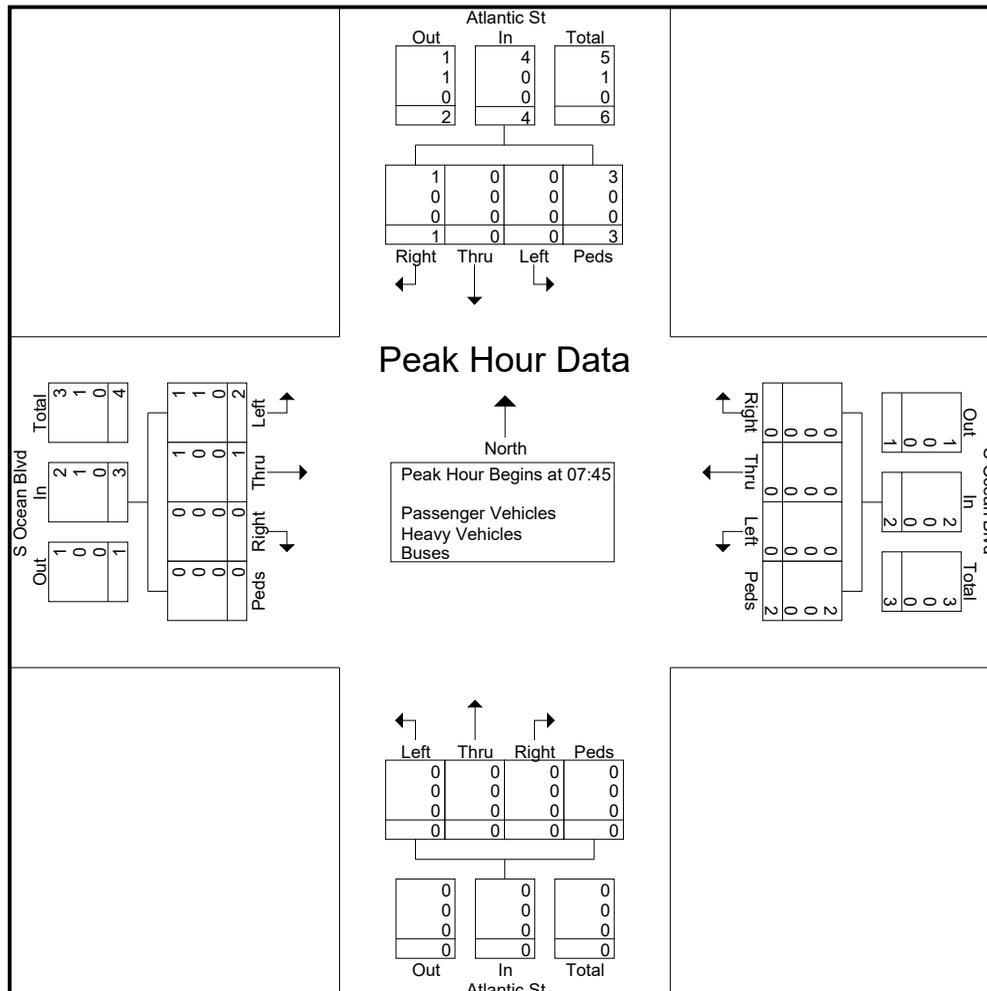 Atlantic St
Out In Total
1 4 5
1 0 1
0 0 0
2 4 6
1 0 0 3
0 0 0 0
0 0 0 0
1 0 0 3
Right Thru Left Peds
Peak Hour Data
North
Peak Hour Begins at 07:45
Passenger Vehicles
Heavy Vehicles
Buses
S Ocean Blvd
Out In Total
1 2 3
0 1 1
0 0 0
1 3 4
Peds Right Thru Left
0 0 1 1
0 0 0 1
0 0 0 0
0 0 1 2
Right Thru Left Peds
0 0 0 2
0 0 0 0
0 0 0 0
0 0 0 2
Out In Total
1 2 3
0 0 0
0 0 0
1 2 3
Left Thru Right Peds
0 0 0 0
0 0 0 0
0 0 0 0
0 0 0 0
0 0 0
0 0 0
0 0 0
0 0 0
Out In Total
Atlantic St